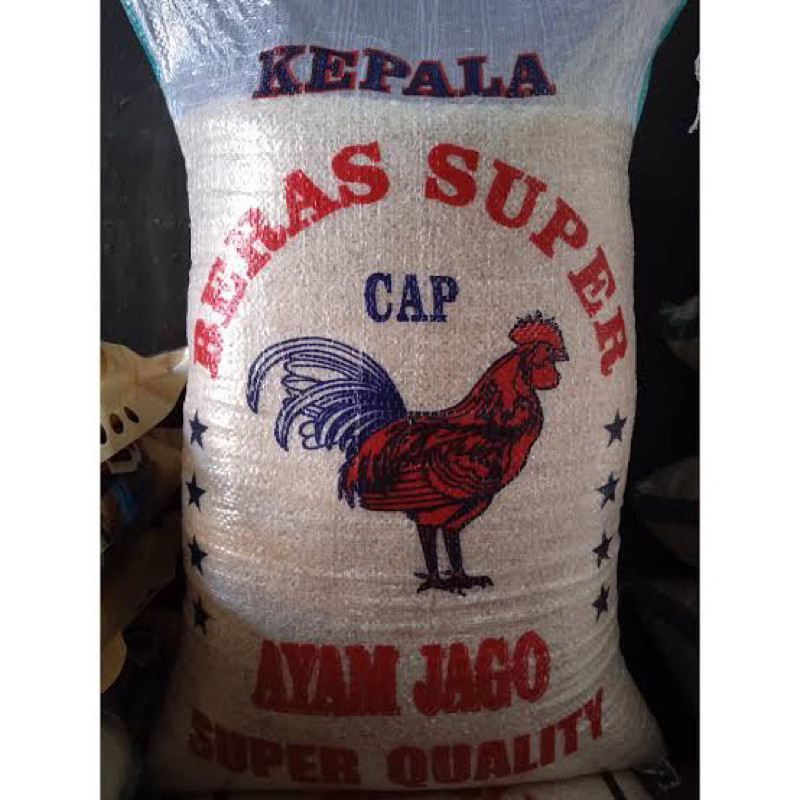 KEPALA
BERAS SUPER
CAP
AYAM JAGO
SUPER QUALITY